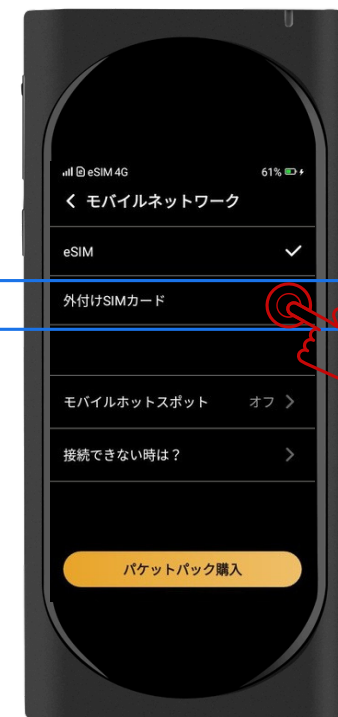 eSIM 4G 61%
モバイルネットワーク
eSIM
外付けSIMカード
モバイルホットスポット オフ
接続できない時は？
パケットパック購入